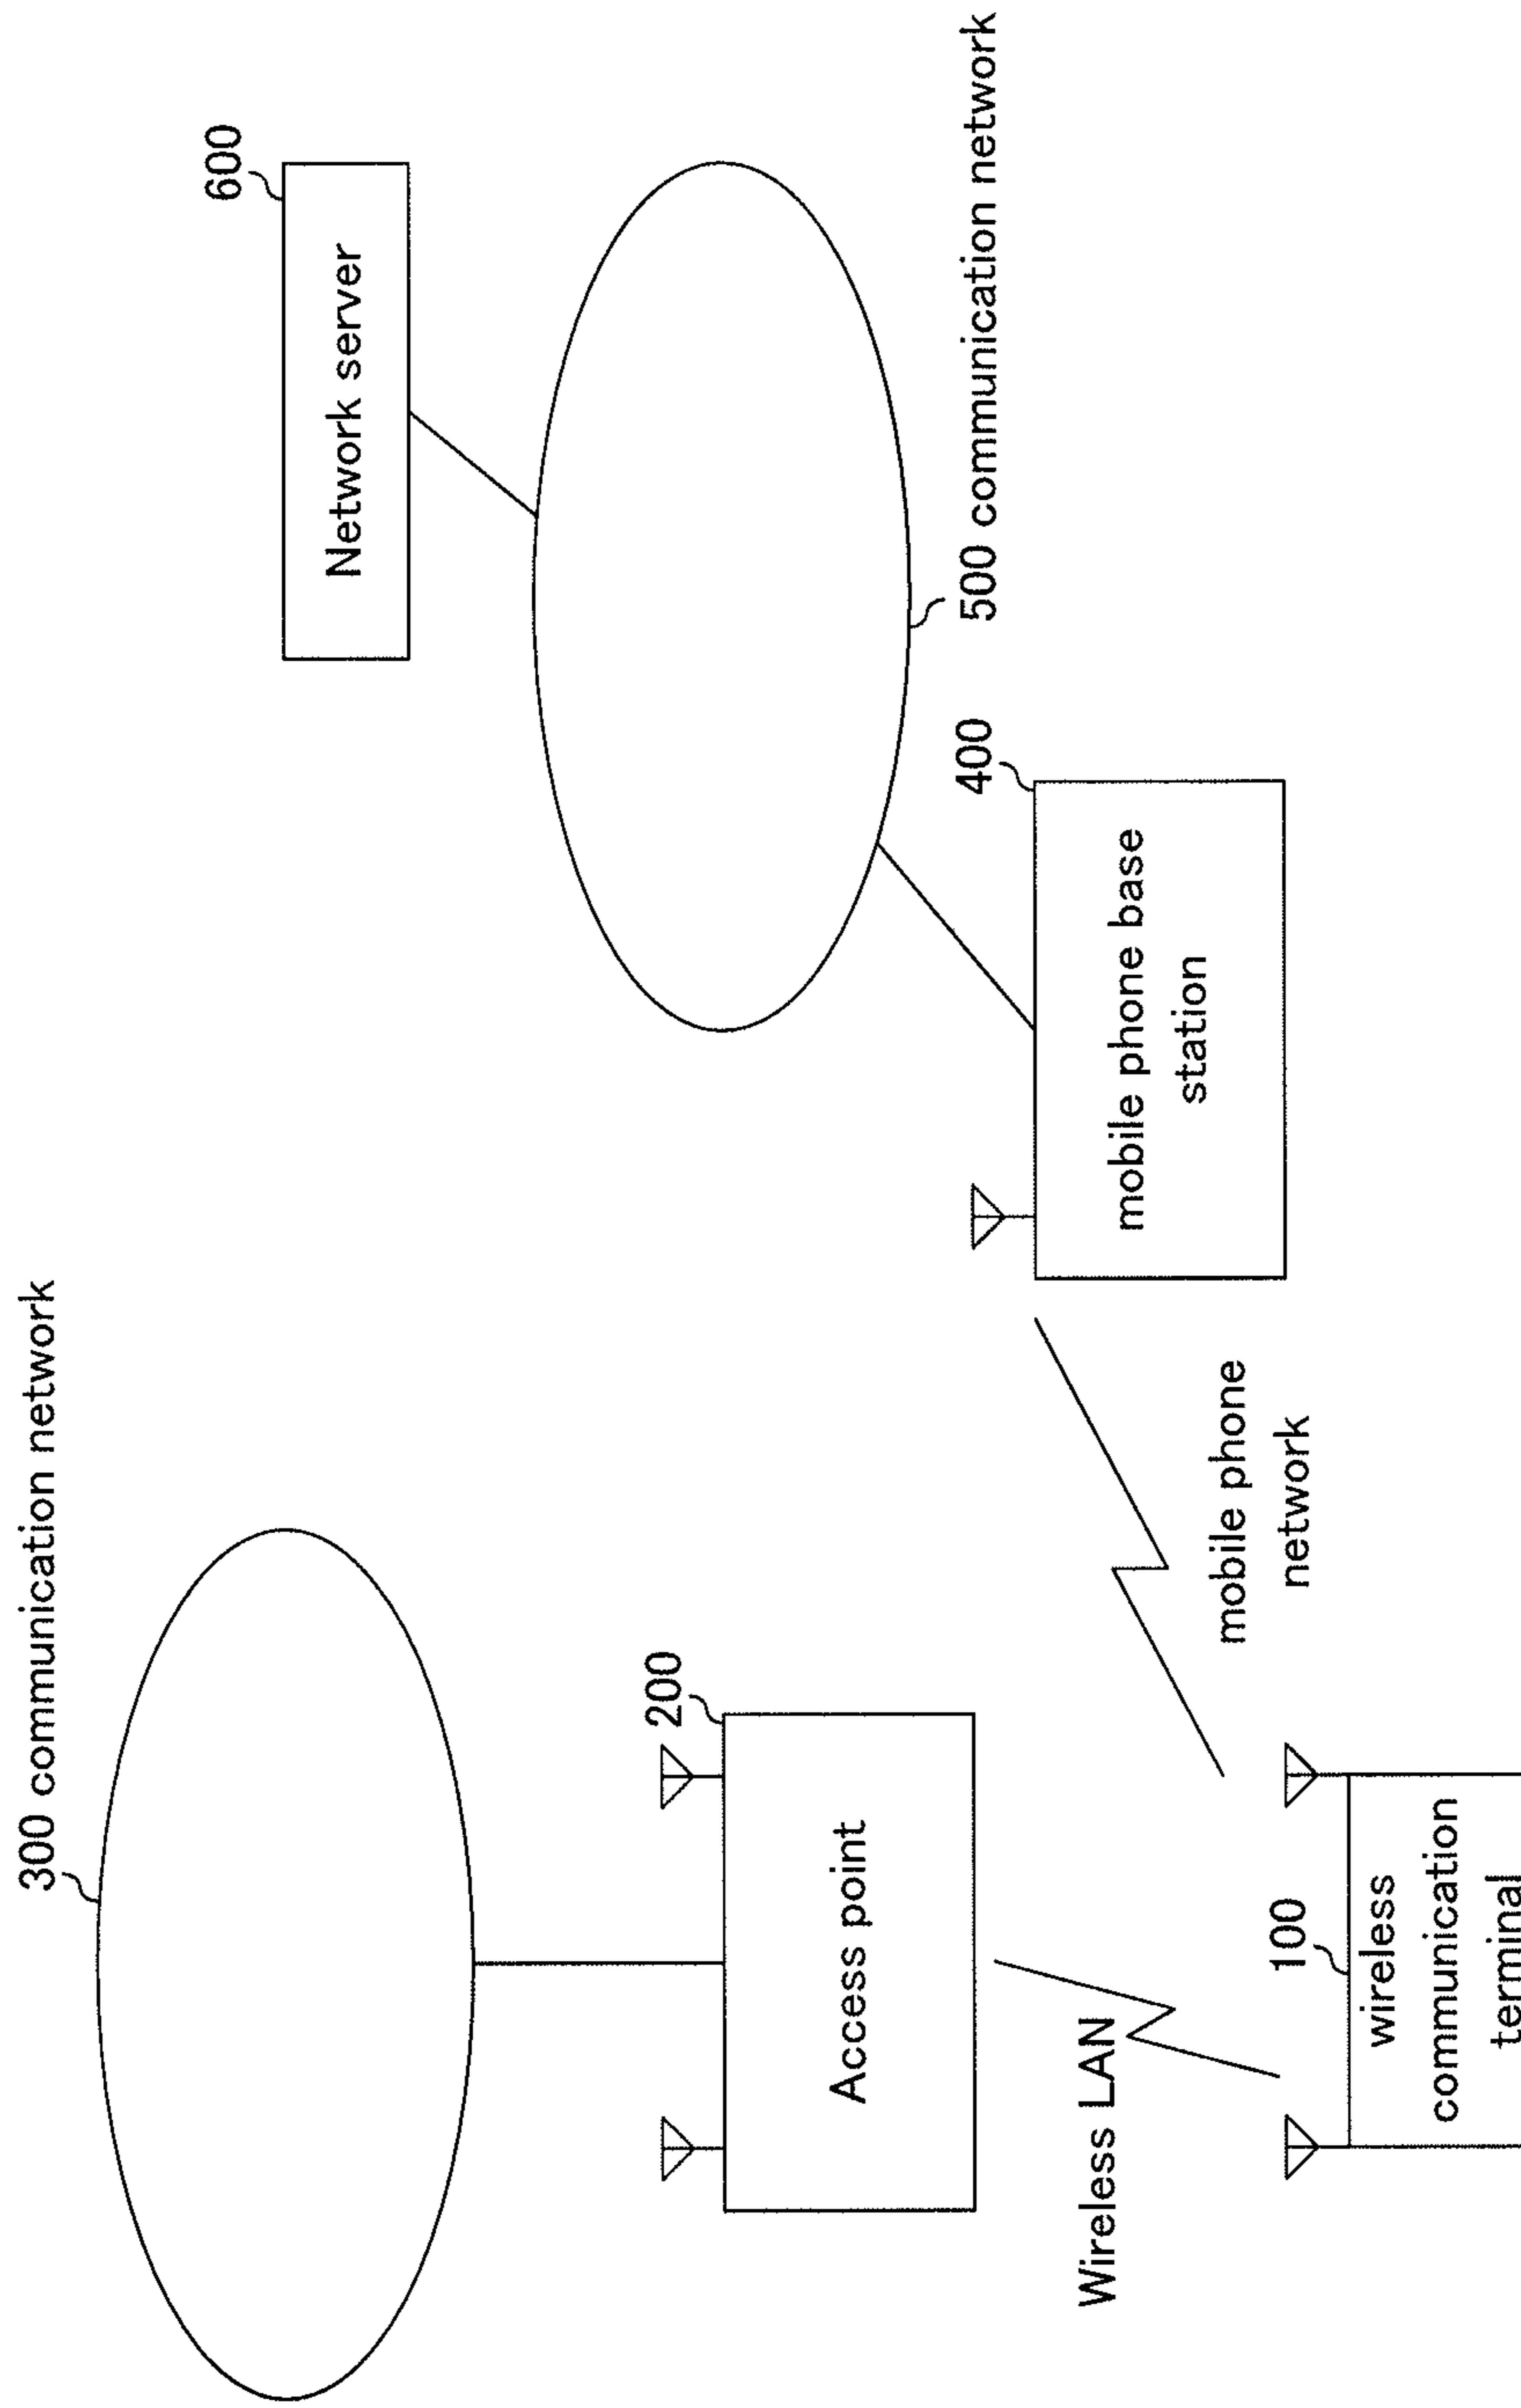 300 communication network
600
Network server
200
Access point
500 communication network
400
mobile phone base
station
Wireless LAN
mobile phone
network
100
wireless
communication
terminal